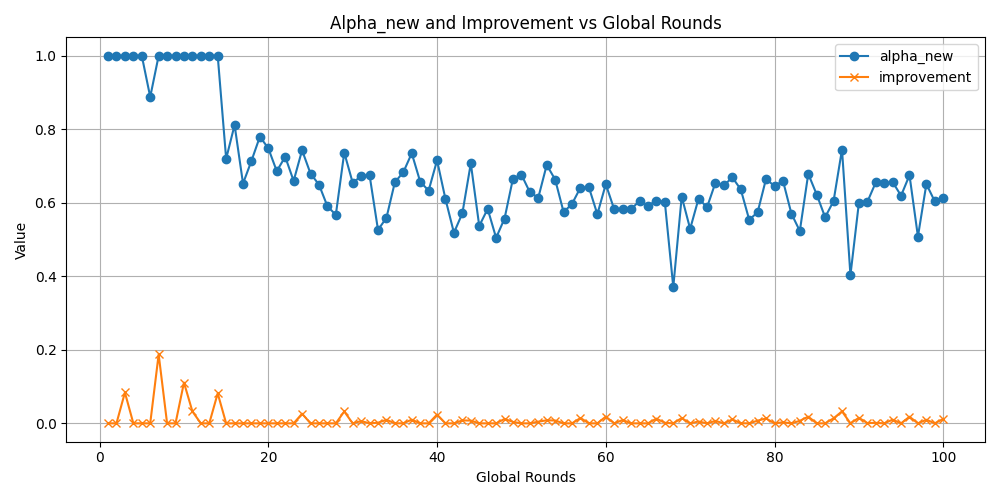 Alpha_new and Improvement vs Global Rounds
alpha_new
improvement
Value
1.0
0.8
0.6
0.4
0.2
0.0
0
20
40
60
80
100
Global Rounds